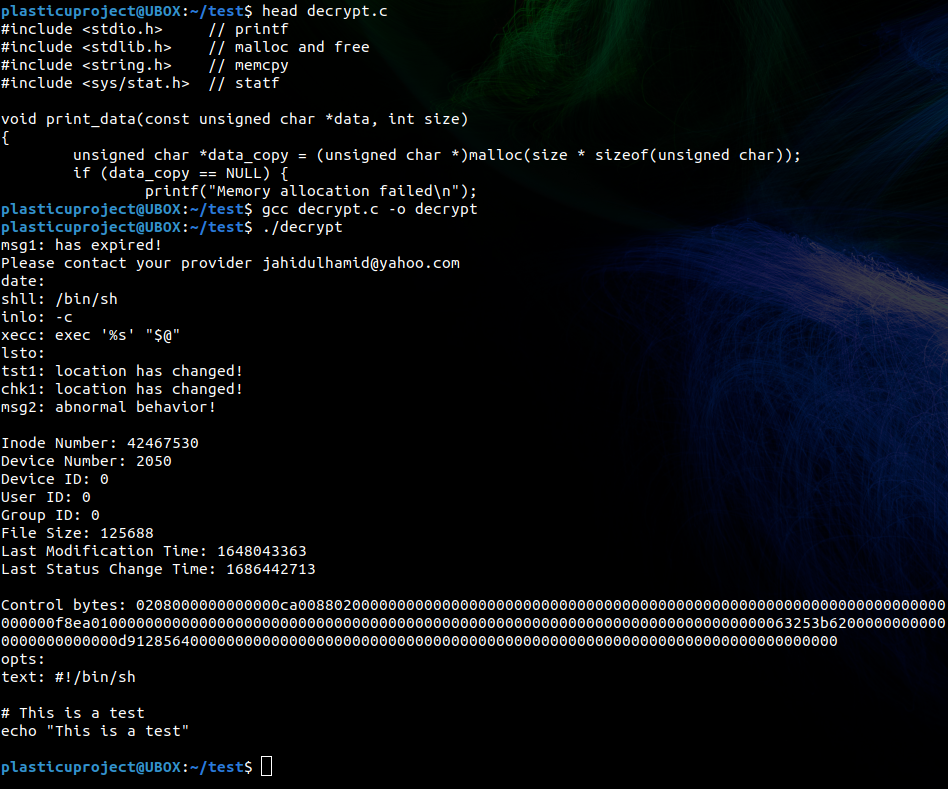 plasticuproject@UBOX:~/test$ head decrypt.c
#include <stdio.h>     // printf
#include <stdlib.h>    // malloc and free
#include <string.h>    // memcpy
#include <sys/stat.h>  // statf

void print_data(const unsigned char *data, int size)
{
        unsigned char *data_copy = (unsigned char *)malloc(size * sizeof(unsigned char));
        if (data_copy == NULL) {
                printf("Memory allocation failed\n");
plasticuproject@UBOX:~/test$ gcc decrypt.c -o decrypt
plasticuproject@UBOX:~/test$ ./decrypt
msg1: has expired!
Please contact your provider jahidulhamid@yahoo.com
date:
shll: /bin/sh
inlo: -c
xecc: exec '%s' "$@"
lsto:
tst1: location has changed!
chk1: location has changed!
msg2: abnormal behavior!

Inode Number: 42467530
Device Number: 2050
Device ID: 0
User ID: 0
Group ID: 0
File Size: 125688
Last Modification Time: 1648043363
Last Status Change Time: 1686442713

Control bytes:
opts:
text: #!/bin/sh

# This is a test
echo "This is a test"

plasticuproject@UBOX:~/test$